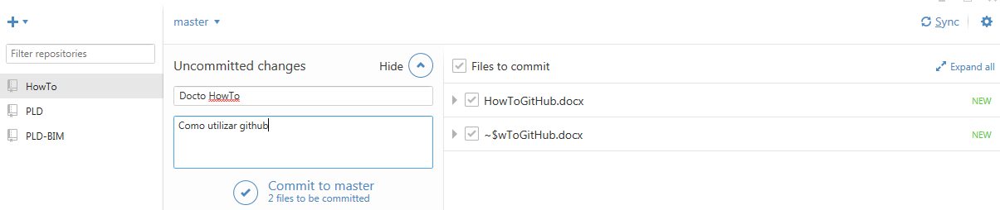 master
Sync
Filter repositories
HowTo
PLD
PLD-BIM
Uncommitted changes
Hide
Docto HowTo
Como utilizar github
Commit to master
2 files to be committed
Files to commit
Expand all
HowToGitHub.docx
NEW
~$wToGitHub.docx
NEW